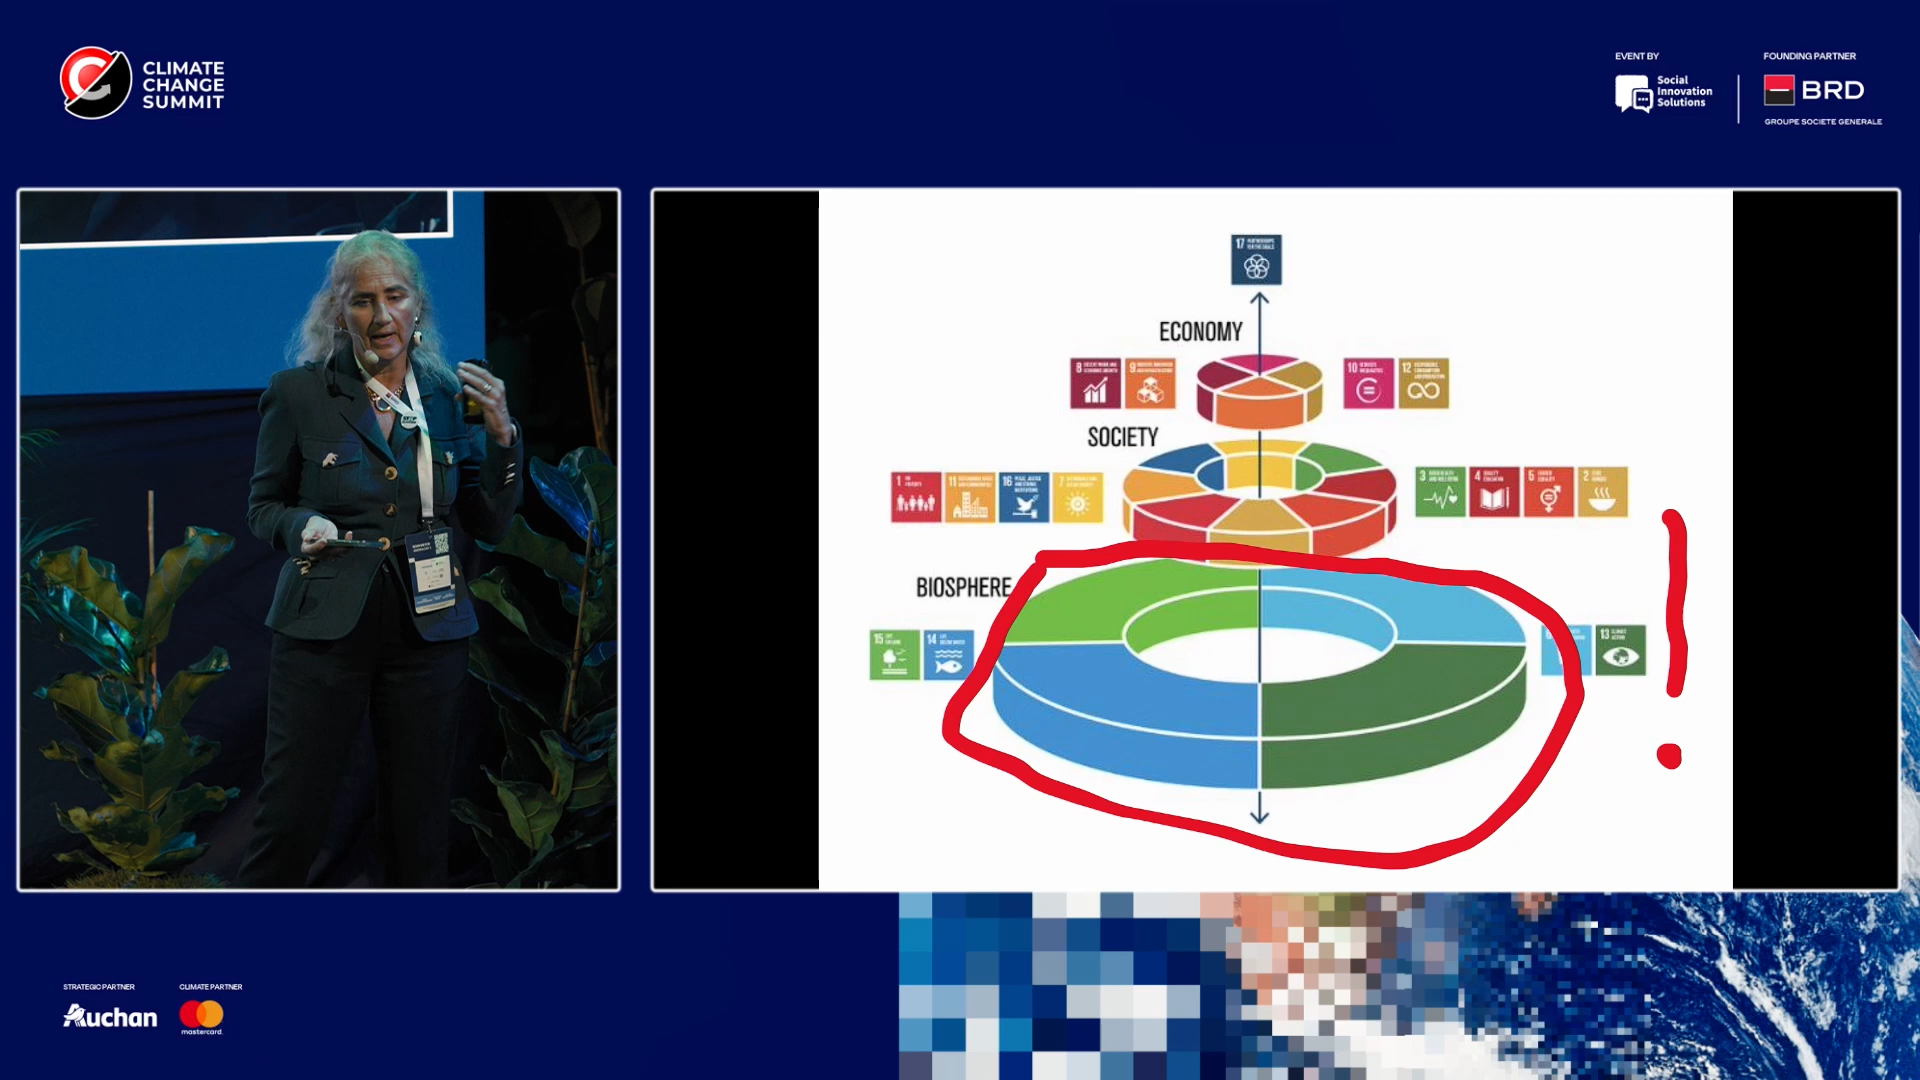 CLIMATE
CHANGE
SUMMIT
EVENT BY
Social
Innovation
Solutions
FOUNDING PARTNER
BRD
GROUPE SOCIETE GENERALE
17
ECONOMY
8
9
10
12
SOCIETY
1
11
16
7
3
4
5
2
BIOSPHERE
15
14
13
!
STRATEGIC PARTNER
Auchan
CLIMATE PARTNER
mastercard